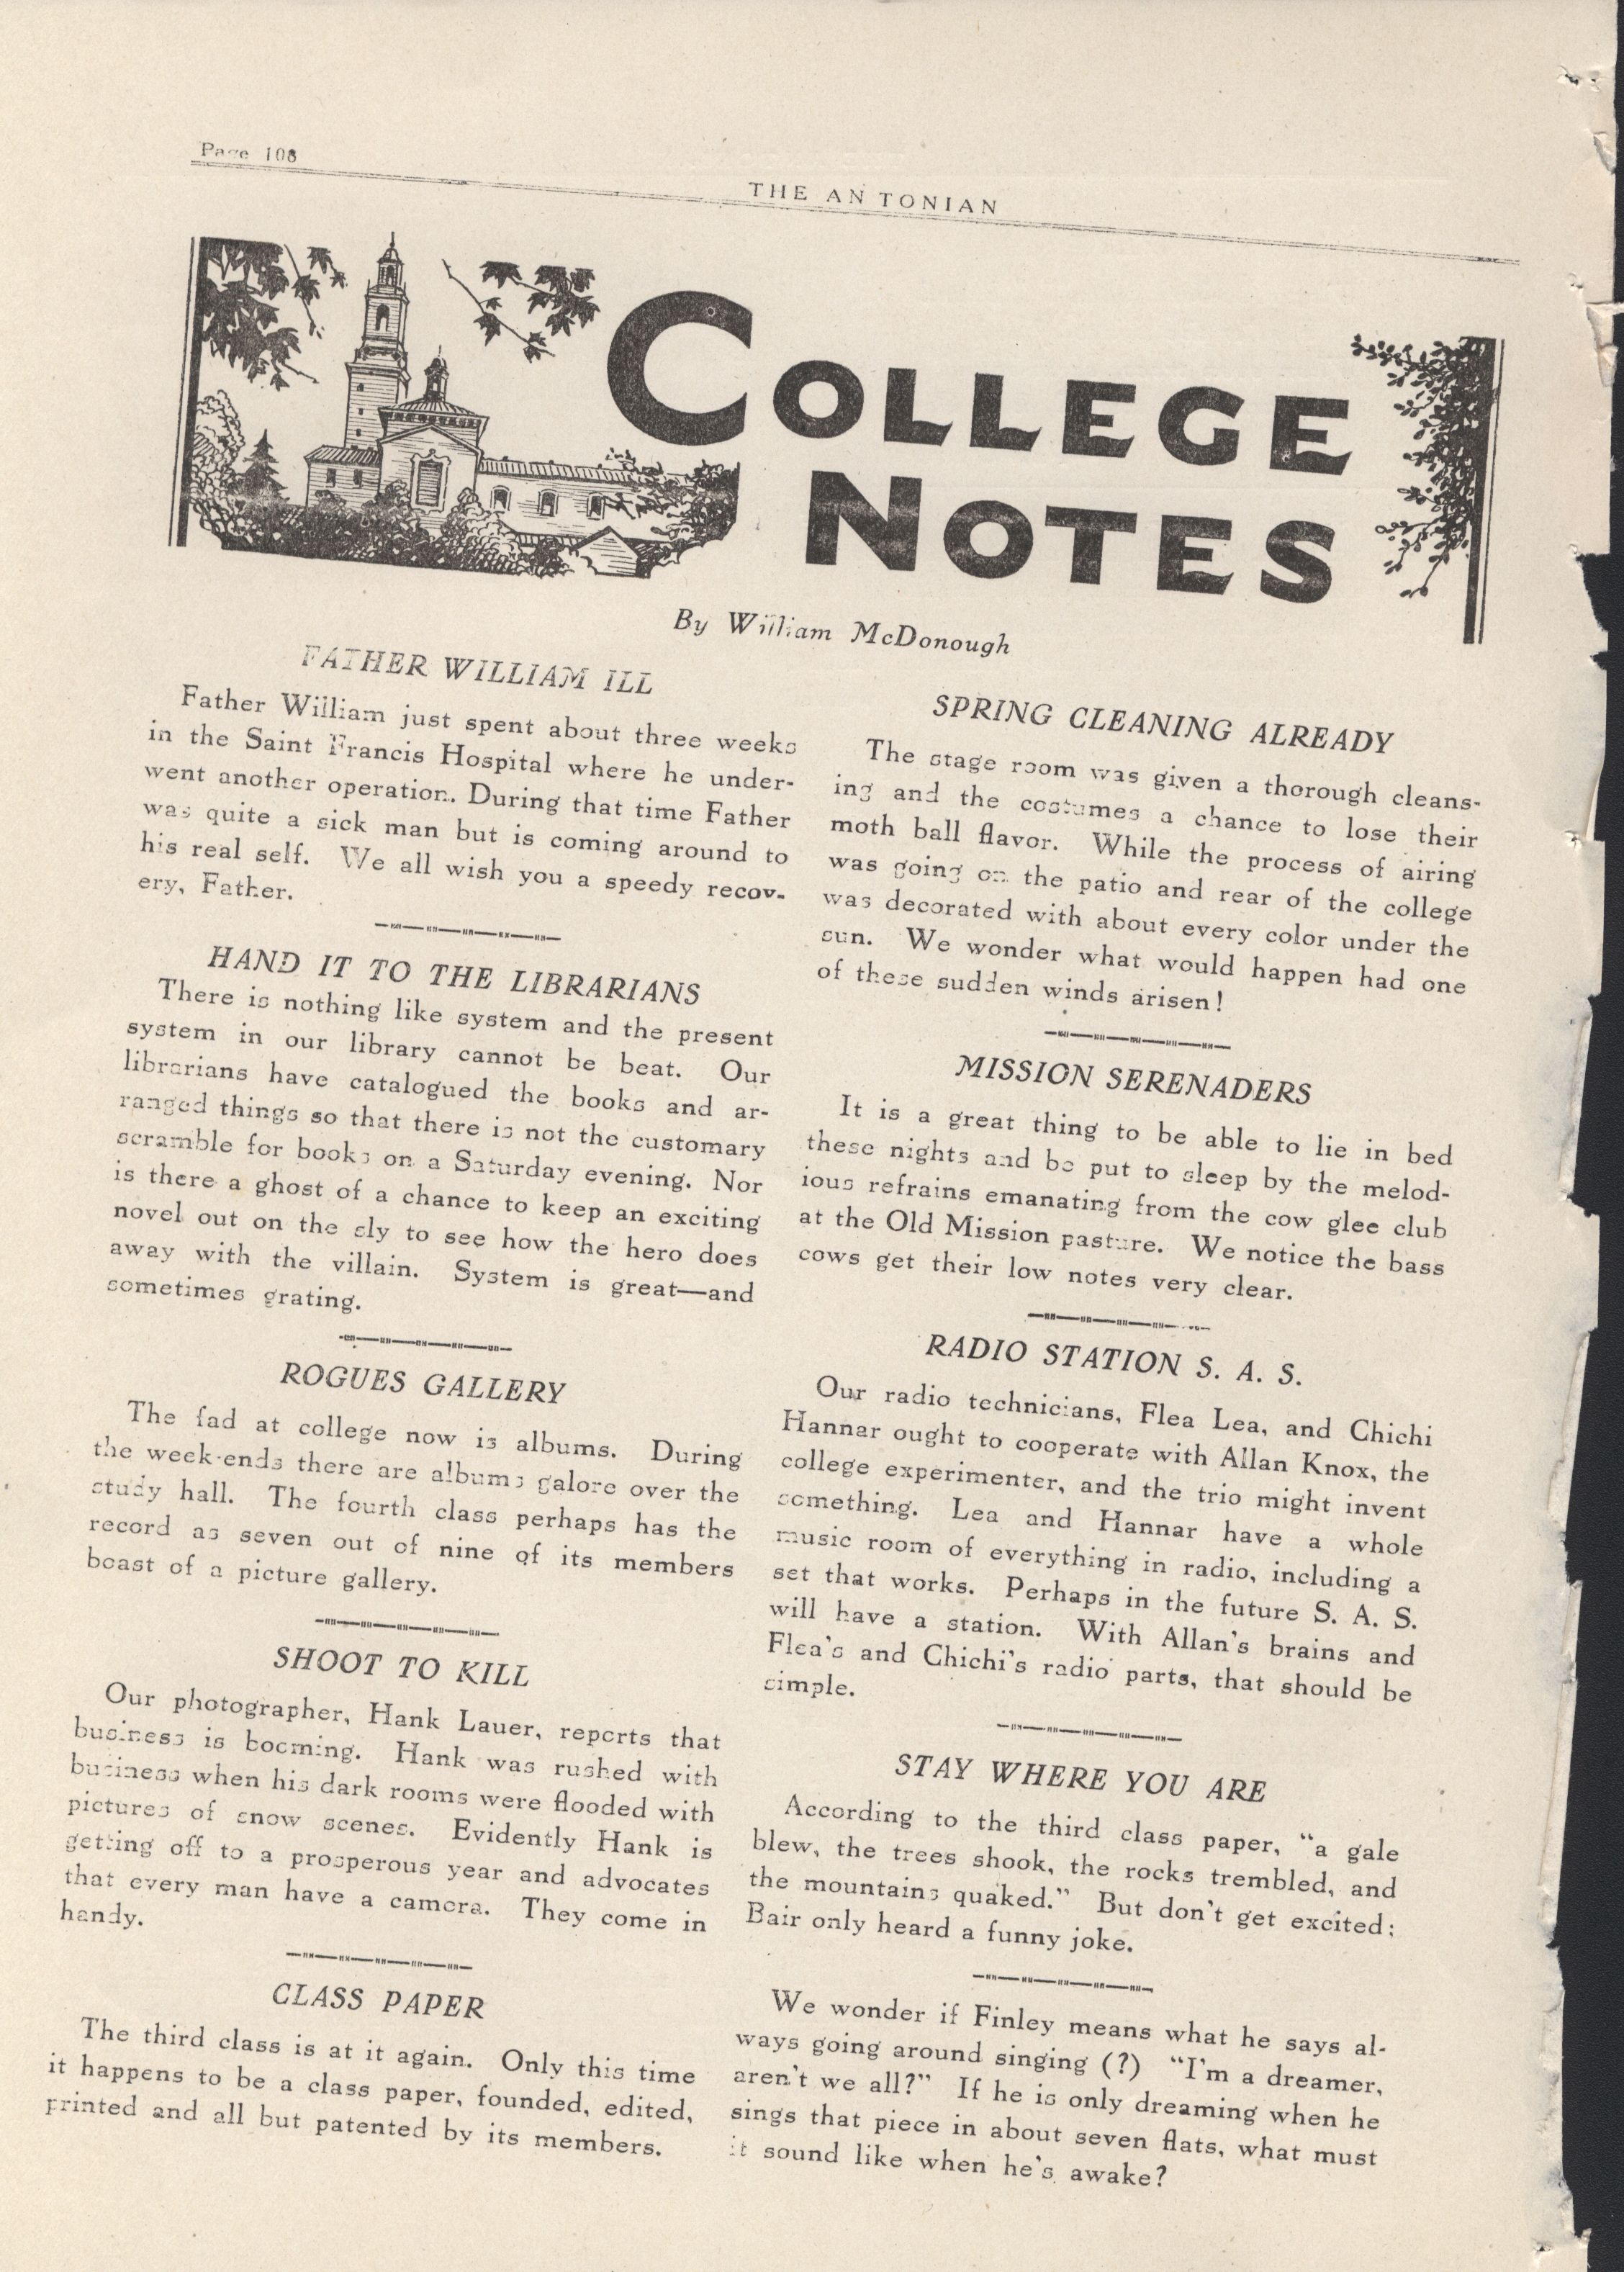 Page 108
THE ANTONIAN
COLLEGE
NOTES
By William McDonough
FATHER WILLIAM ILL
Father William just spent about three weeks
in the Saint Francis Hospital where he under-
went another operation. During that time Father
was quite a sick man but is coming around to
his real self. We all wish you a speedy recov-
ery, Father.
HAND IT TO THE LIBRARIANS
There is nothing like system and the present
system in our library cannot be beat. Our
librarians have catalogued the books and ar-
ranged things so that there is not the customary
scramble for books on a Saturday evening. Nor
is there a ghost of a chance to keep an exciting
novel out on the sly to see how the hero does
away with the villain. System is great—and
sometimes grating.
ROGUES GALLERY
The fad at college now is albums. During
the week-ends there are albums galore over the
study hall. The fourth class perhaps has the
record as seven out of nine of its members
boast of a picture gallery.
SHOOT TO KILL
Our photographer, Hank Lauer, reports that
business is booming. Hank was rushed with
business when his dark rooms were flooded with
pictures of snow scenes. Evidently Hank is
getting off to a prosperous year and advocates
that every man have a camera. They come in
handy.
CLASS PAPER
The third class is at it again. Only this time
it happens to be a class paper, founded, edited,
printed and all but patented by its members.
SPRING CLEANING ALREADY
The stage room was given a thorough cleans-
ing and the costumes a chance to lose their
moth ball flavor. While the process of airing
was going on the patio and rear of the college
was decorated with about every color under the
sun. We wonder what would happen had one
of these sudden winds arisen!
MISSION SERENADERS
It is a great thing to be able to lie in bed
these nights and be put to sleep by the melod-
ious refrains emanating from the cow glee club
at the Old Mission pasture. We notice the bass
cows get their low notes very clear.
RADIO STATION S. A. S.
Our radio technicians, Flea Lea, and Chichi
Hannar ought to cooperate with Allan Knox, the
college experimenter, and the trio might invent
something. Lea and Hannar have a whole
music room of everything in radio, including a
set that works. Perhaps in the future S. A. S.
will have a station. With Allan's brains and
Flea's and Chichi's radio parts, that should be
simple.
STAY WHERE YOU ARE
According to the third class paper, "a gale
blew, the trees shook, the rocks trembled, and
the mountains quaked." But don't get excited;
Bair only heard a funny joke.
We wonder if Finley means what he says al-
ways going around singing (?) "I'm a dreamer,
aren't we all?" If he is only dreaming when he
sings that piece in about seven flats, what must
it sound like when he's awake?